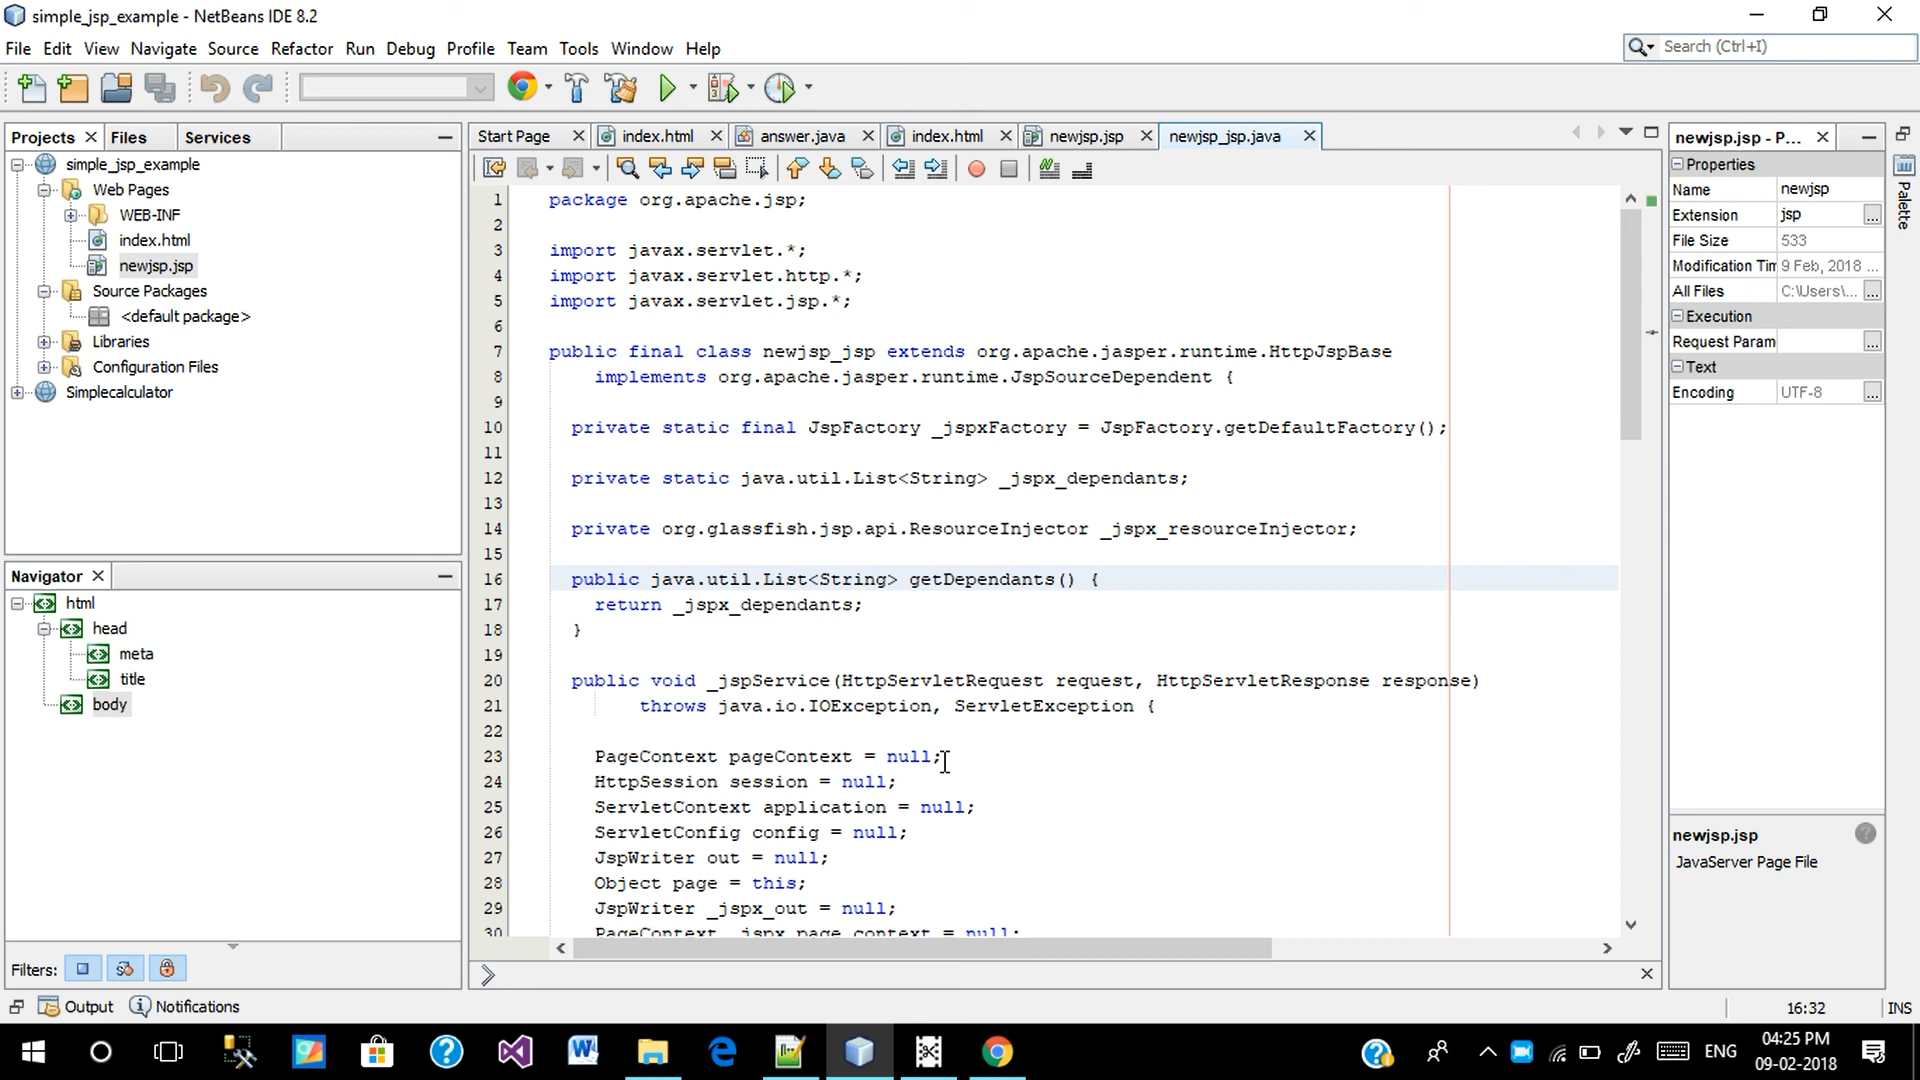 simple_jsp_example - NetBeans IDE 8.2
File Edit View Navigate Source Refactor Run Debug Profile Team Tools Window Help
Search (Ctrl+I)
Projects Files Services
simple_jsp_example
Web Pages
WEB-INF
index.html
newjsp.jsp
Source Packages
<default package>
Libraries
Configuration Files
Simplecalculator
Navigator
html
head
meta
title
body
Filters:
Start Page index.html answer.java index.html newjsp.jsp newjsp_jsp.java
1 package org.apache.jsp;
2
3 import javax.servlet.*;
4 import javax.servlet.http.*;
5 import javax.servlet.jsp.*;
6
7 public final class newjsp_jsp extends org.apache.jasper.runtime.HttpJspBase
8 implements org.apache.jasper.runtime.JspSourceDependent {
9
10 private static final JspFactory _jspxFactory = JspFactory.getDefaultFactory();
11
12 private static java.util.List<String> _jspx_dependants;
13
14 private org.glassfish.jsp.api.ResourceInjector _jspx_resourceInjector;
15
16 public java.util.List<String> getDependants() {
17 return _jspx_dependants;
18 }
19
20 public void _jspService(HttpServletRequest request, HttpServletResponse response)
21 throws java.io.IOException, ServletException {
22
23 PageContext pageContext = null;
24 HttpSession session = null;
25 ServletContext application = null;
26 ServletConfig config = null;
27 JspWriter out = null;
28 Object page = this;
29 JspWriter _jspx_out = null;
30 PageContext _jspx_page_context = null;
newjsp.jsp - P...
Properties
Name newjsp
Extension jsp ...
File Size 533
Modification Tim 9 Feb, 2018 ...
All Files C:\Users\... ...
Execution
Request Param ...
Text
Encoding UTF-8 ...
newjsp.jsp
JavaServer Page File
Palette
Output Notifications
16:32 INS
ENG
04:25 PM
09-02-2018